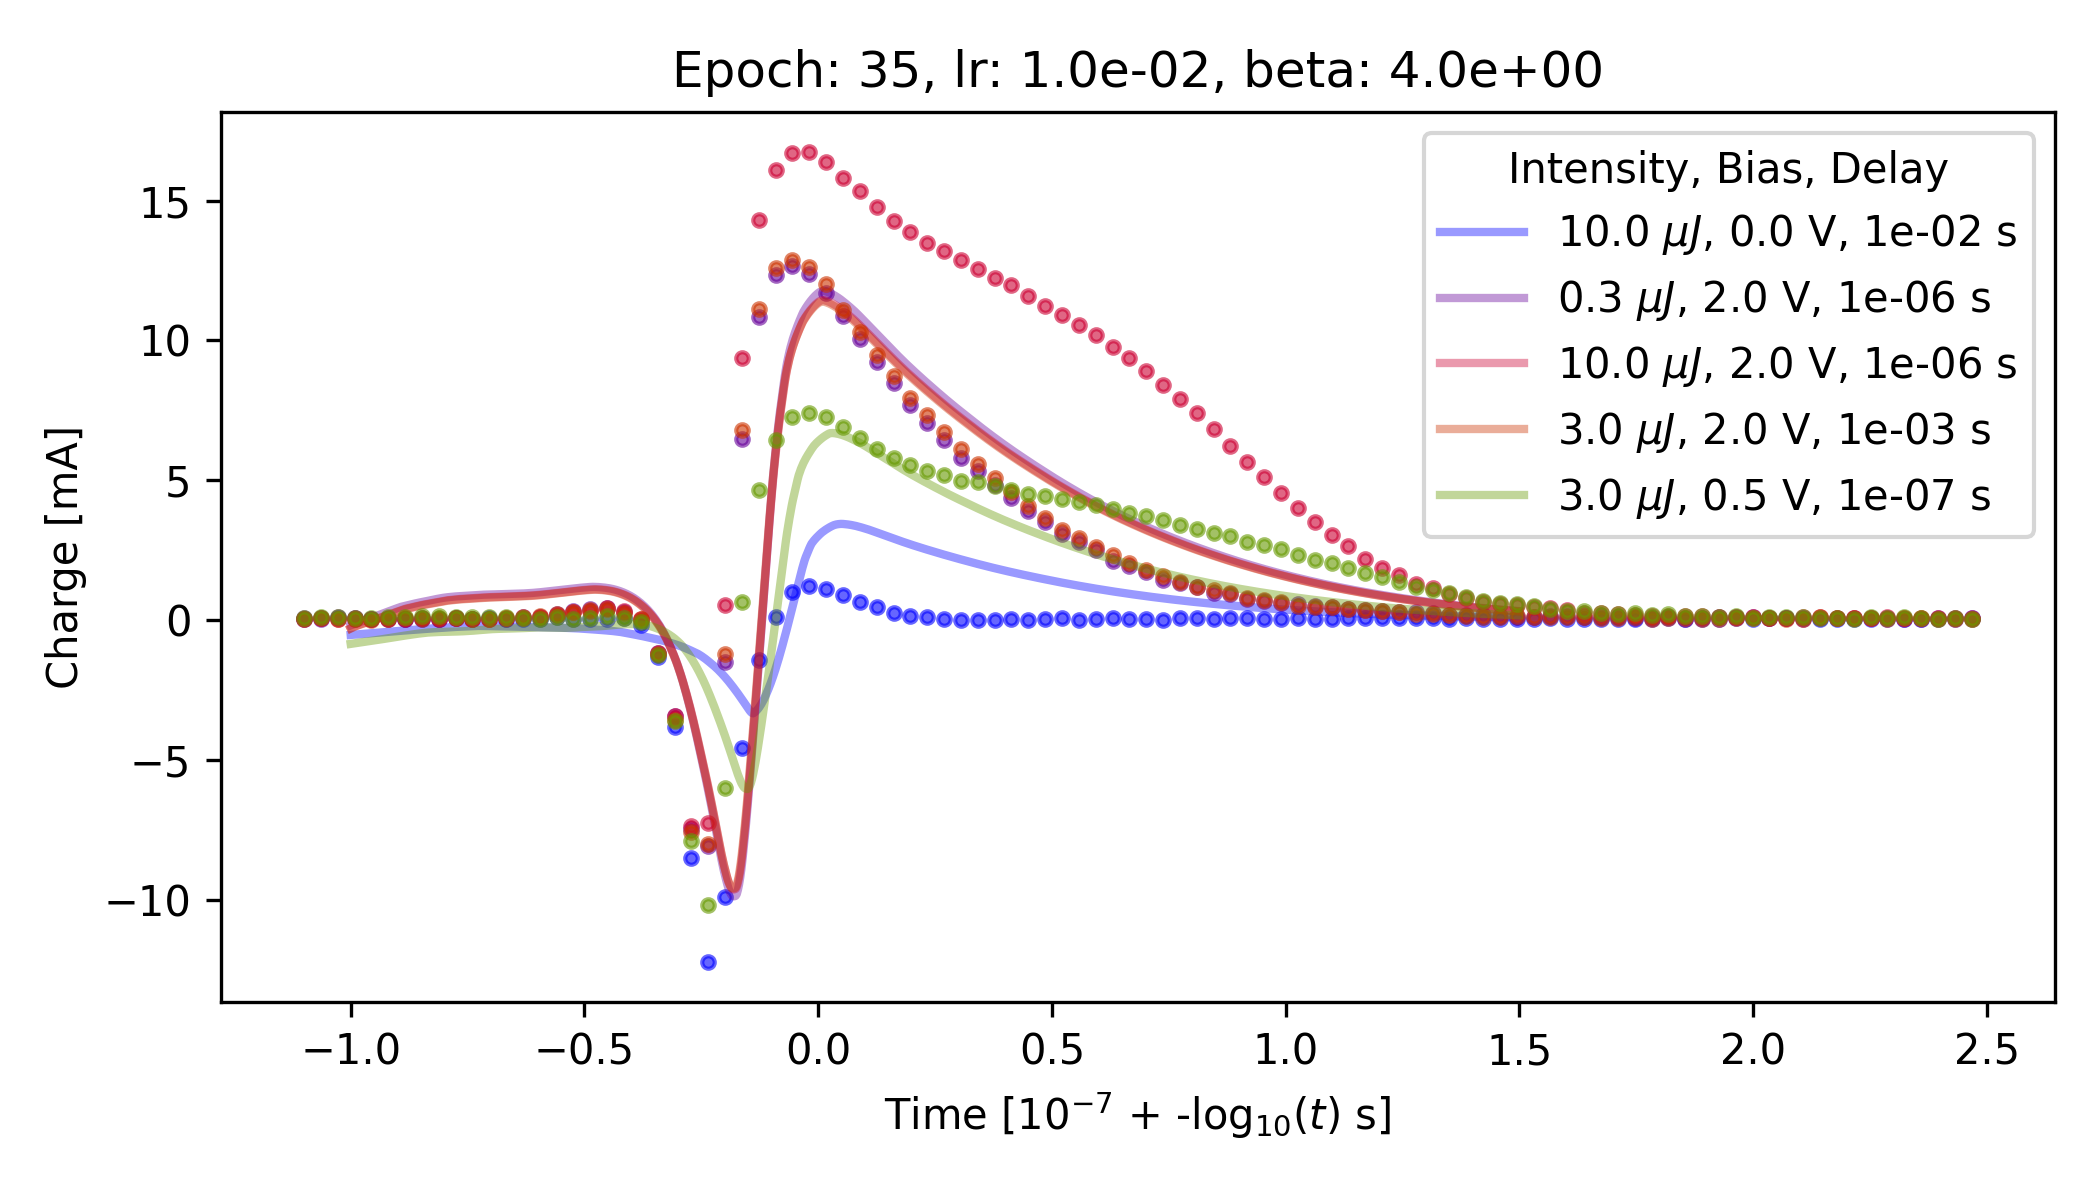 Epoch: 35, lr: 1.0e-02, beta: 4.0e+00
Charge [mA]
15
10
5
0
−5
−10
Intensity, Bias, Delay
10.0 μJ, 0.0 V, 1e-02 s
0.3 μJ, 2.0 V, 1e-06 s
10.0 μJ, 2.0 V, 1e-06 s
3.0 μJ, 2.0 V, 1e-03 s
3.0 μJ, 0.5 V, 1e-07 s
−1.0 −0.5 0.0 0.5 1.0 1.5 2.0 2.5
Time [10⁻⁷ + -log₁₀(t) s]